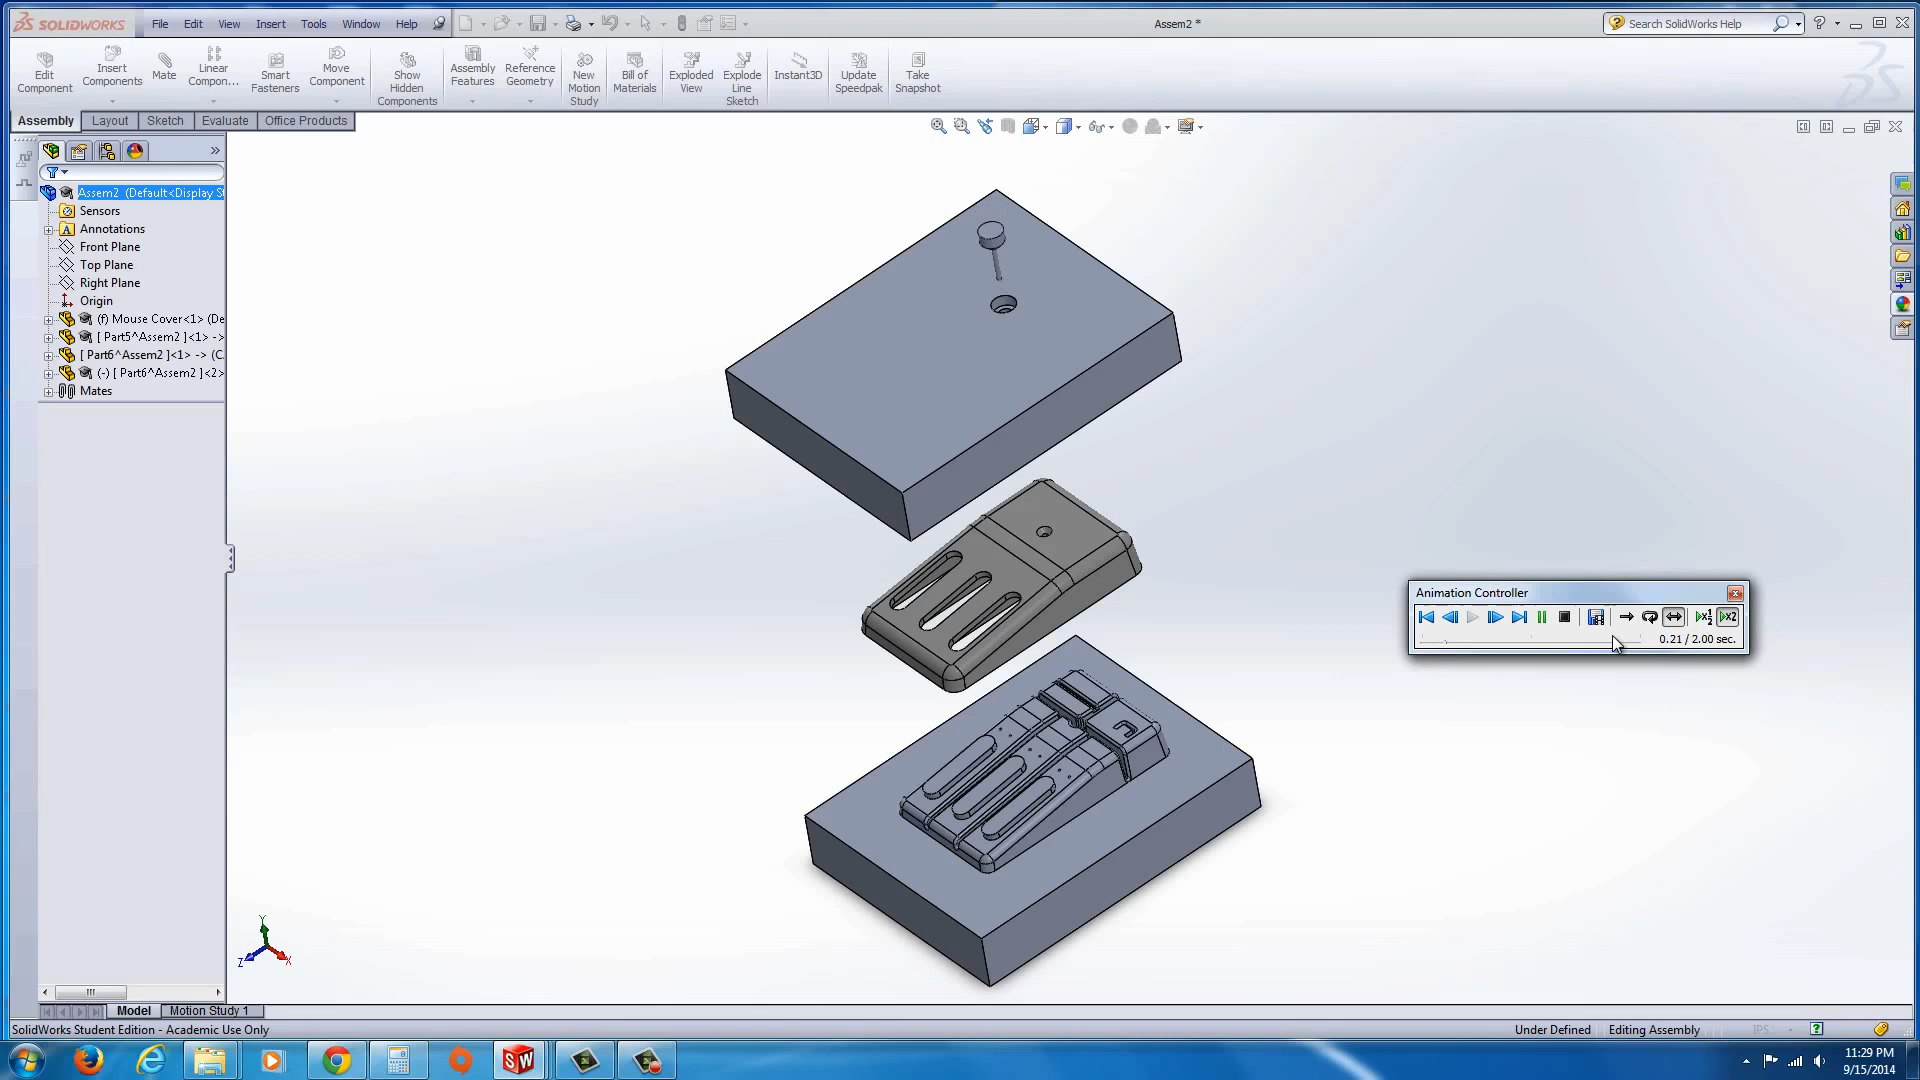 SOLIDWORKS File Edit View Insert Tools Window Help Assem2 * Search SolidWorks Help
Edit Component
Insert Components
Mate
Linear Compon...
Smart Fasteners
Move Component
Show Hidden Components
Assembly Features
Reference Geometry
New Motion Study
Bill of Materials
Exploded View
Explode Line Sketch
Instant3D
Update Speedpak
Take Snapshot
Assembly Layout Sketch Evaluate Office Products
Assem2 (Default<Display S
Sensors
Annotations
Front Plane
Top Plane
Right Plane
Origin
(f) Mouse Cover<1> (De
[ Part5^Assem2 ]<1> ->
[ Part6^Assem2 ]<1> -> (C
(-) [ Part6^Assem2 ]<2>
Mates
Animation Controller
0.21 / 2.00 sec.
Y
Z X
Model Motion Study 1
SolidWorks Student Edition - Academic Use Only Under Defined Editing Assembly IPS
11:29 PM
9/15/2014